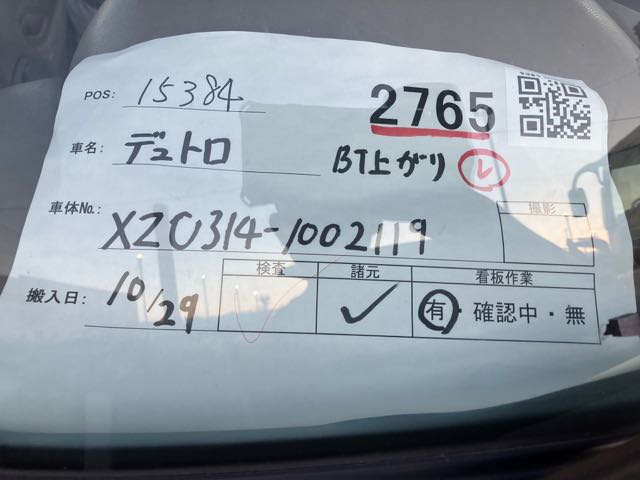 POS: 15384
2765
車名: デュトロ BT上がり レ
車体No.: XZU314-1002119
撮影
搬入日: 10/29
検査 諸元 看板作業
有・確認中・無